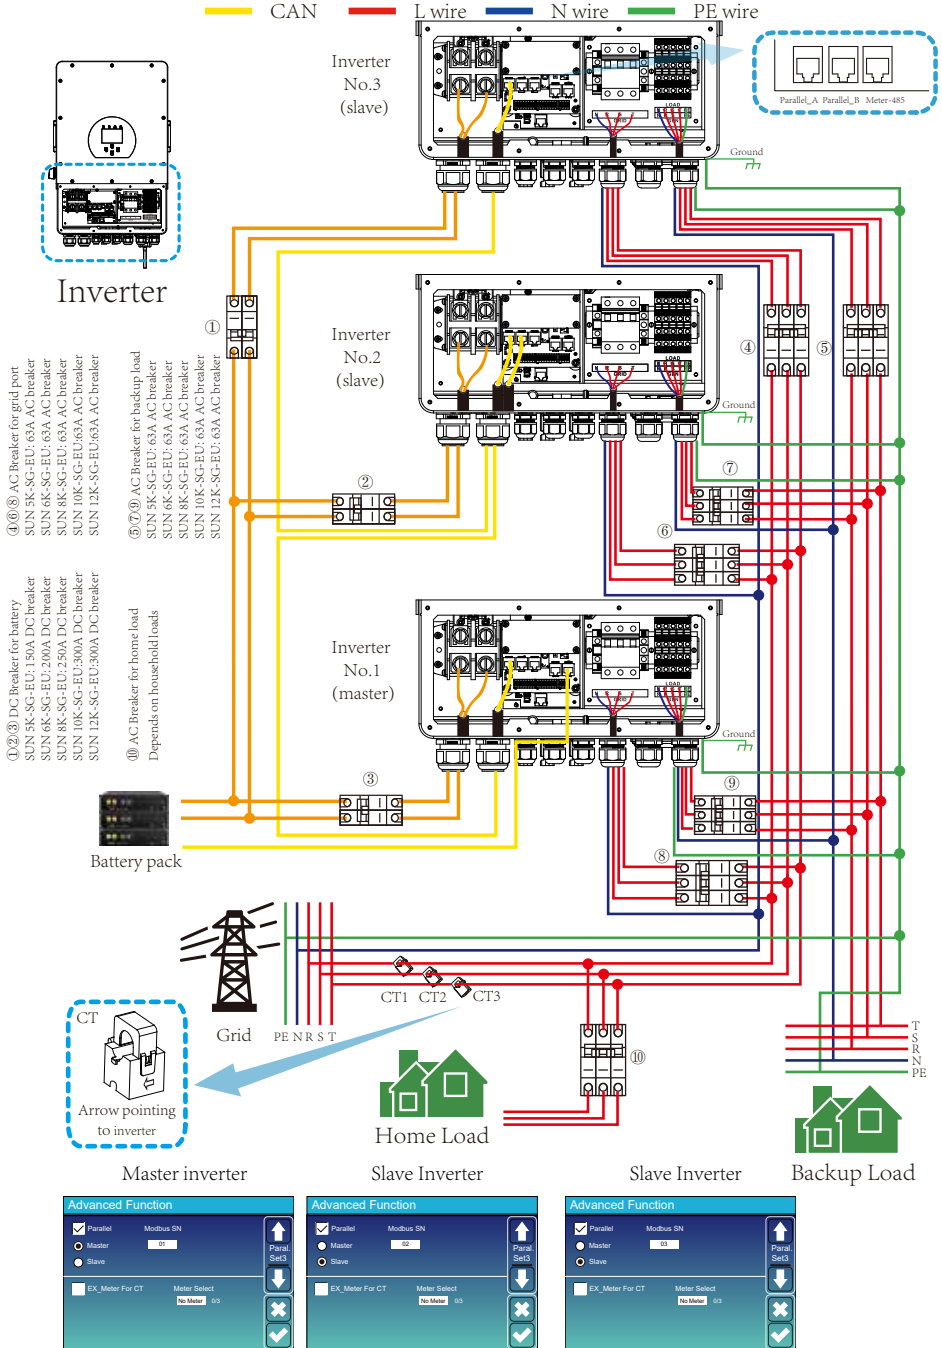 CAN
L wire
N wire
PE wire
Inverter
No.3
(slave)
Parallel_A Parallel_B Meter-485
LOAD
GRID
Ground
Inverter
①
Inverter
No.2
(slave)
LOAD
GRID
GEN
Ground
④
⑤
④⑥⑧ AC Breaker for grid port
SUN 5K-SG-EU: 63A AC breaker
SUN 6K-SG-EU: 63A AC breaker
SUN 8K-SG-EU: 63A AC breaker
SUN 10K-SG-EU:63A AC breaker
SUN 12K-SG-EU:63A AC breaker
⑤⑦⑨ AC Breaker for backup load
SUN 5K-SG-EU: 63A AC breaker
SUN 6K-SG-EU: 63A AC breaker
SUN 8K-SG-EU: 63A AC breaker
SUN 10K-SG-EU: 63A AC breaker
SUN 12K-SG-EU: 63A AC breaker
②
⑦
⑥
①②③ DC Breaker for battery
SUN 5K-SG-EU:150A DC breaker
SUN 6K-SG-EU:200A DC breaker
SUN 8K-SG-EU:250A DC breaker
SUN 10K-SG-EU:300A DC breaker
SUN 12K-SG-EU:300A DC breaker
⑩ AC Breaker for home load
Depends on household loads
Inverter
No.1
(master)
LOAD
GRID
GEN
Ground
③
⑨
⑧
Battery pack
CT1 CT2 CT3
Grid
PE N R S T
CT
Arrow pointing
to inverter
⑩
Home Load
T
S
R
N
PE
Backup Load
Master inverter
Advanced Function
Parallel
Modbus SN
Master
01
Slave
Paral.
Set3
EX_Meter For CT
Meter Select
No Meter 0/3
Slave Inverter
Advanced Function
Parallel
Modbus SN
Master
02
Slave
Paral.
Set3
EX_Meter For CT
Meter Select
No Meter 0/3
Slave Inverter
Advanced Function
Parallel
Modbus SN
Master
03
Slave
Paral.
Set3
EX_Meter For CT
Meter Select
No Meter 0/3